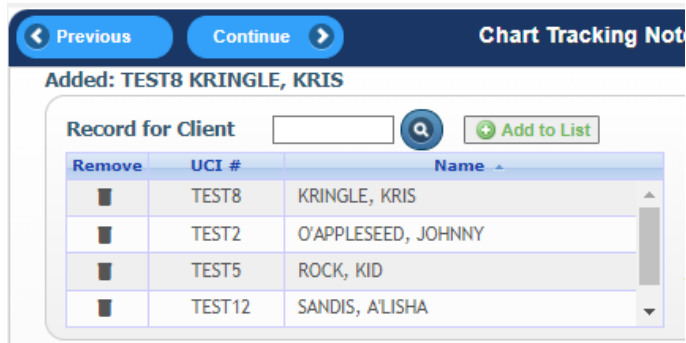 Previous Continue Chart Tracking Not
Added: TEST8 KRINGLE, KRIS
Record for Client Add to List
Remove UCI # Name
TEST8 KRINGLE, KRIS
TEST2 O'APPLESEED, JOHNNY
TEST5 ROCK, KID
TEST12 SANDIS, A'LISHA